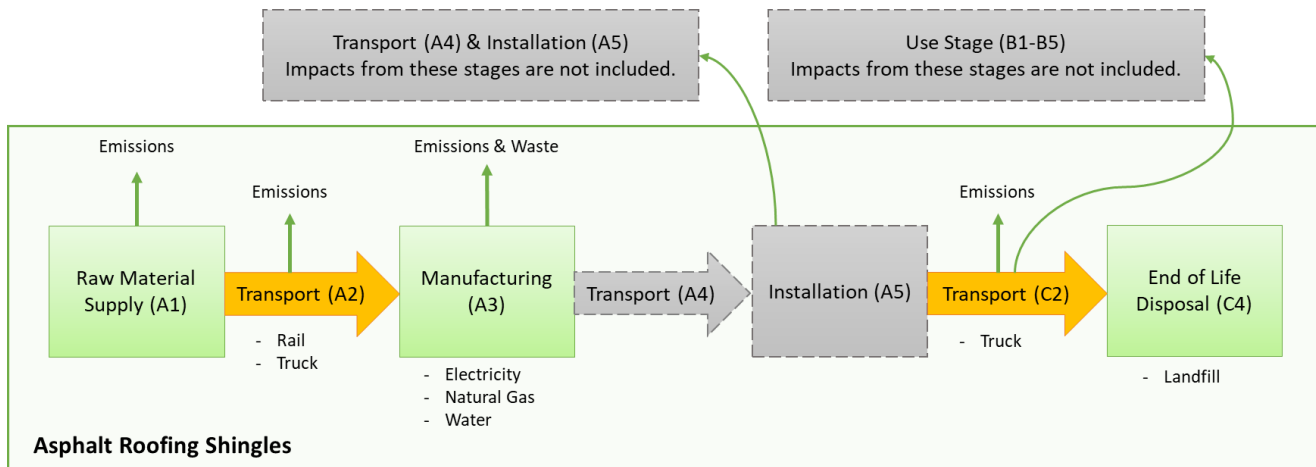 Transport (A4) & Installation (A5)
Impacts from these stages are not included.
Use Stage (B1-B5)
Impacts from these stages are not included.
Emissions
Emissions
Emissions & Waste
Emissions
Raw Material
Supply (A1)
Transport (A2)
- Rail
- Truck
Manufacturing
(A3)
- Electricity
- Natural Gas
- Water
Transport (A4)
Installation (A5)
Transport (C2)
- Truck
End of Life
Disposal (C4)
- Landfill
Asphalt Roofing Shingles